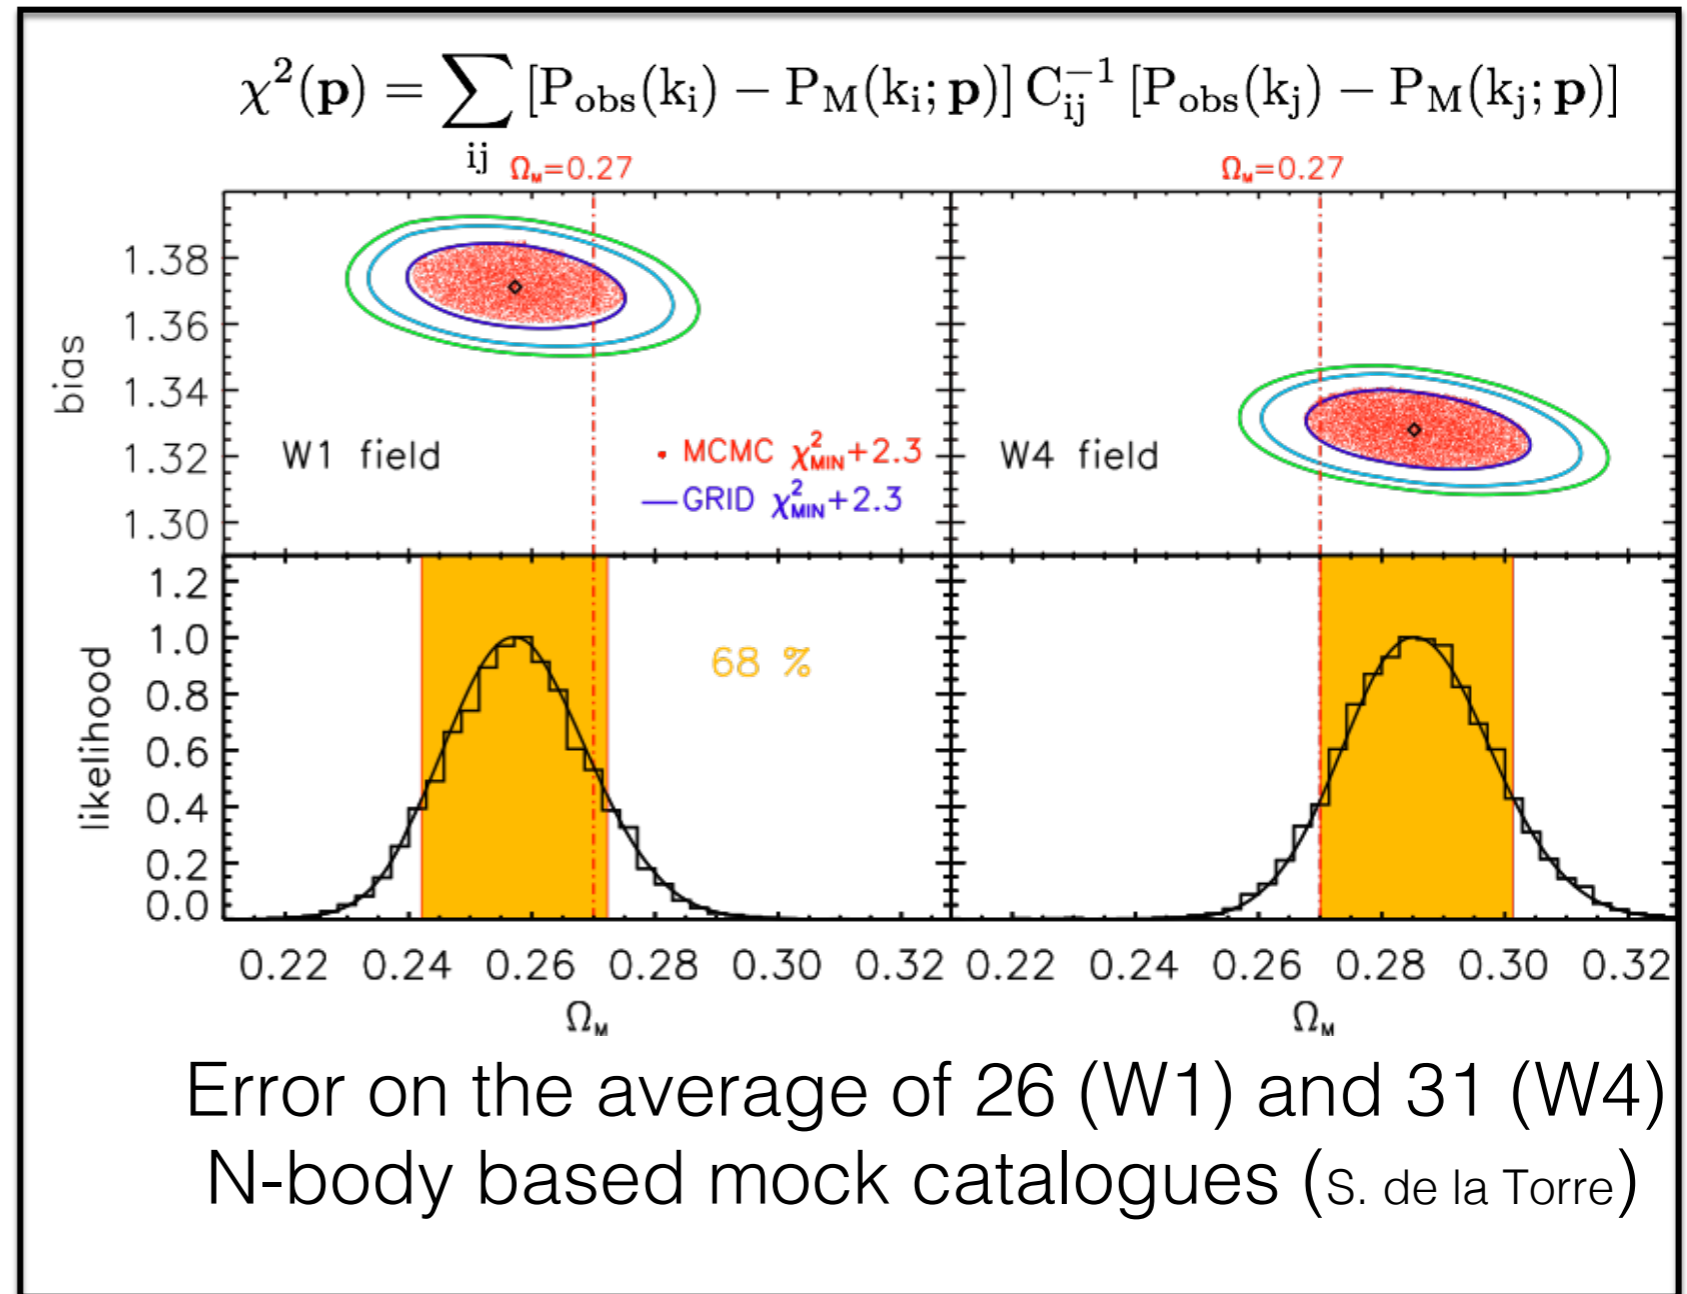 χ²(p) = ∑ij [Pobs(ki) − PM(ki; p)] Cij⁻¹ [Pobs(kj) − PM(kj; p)]
ΩM=0.27 ΩM=0.27
bias
1.38
1.36
1.34
1.32
1.30
W1 field
• MCMC χ²MIN+2.3
— GRID χ²MIN+2.3
W4 field
likelihood
1.2
1.0
0.8
0.6
0.4
0.2
0.0
68 %
0.22 0.24 0.26 0.28 0.30 0.32 0.22 0.24 0.26 0.28 0.30 0.32
ΩM ΩM
Error on the average of 26 (W1) and 31 (W4)
N-body based mock catalogues (S. de la Torre)